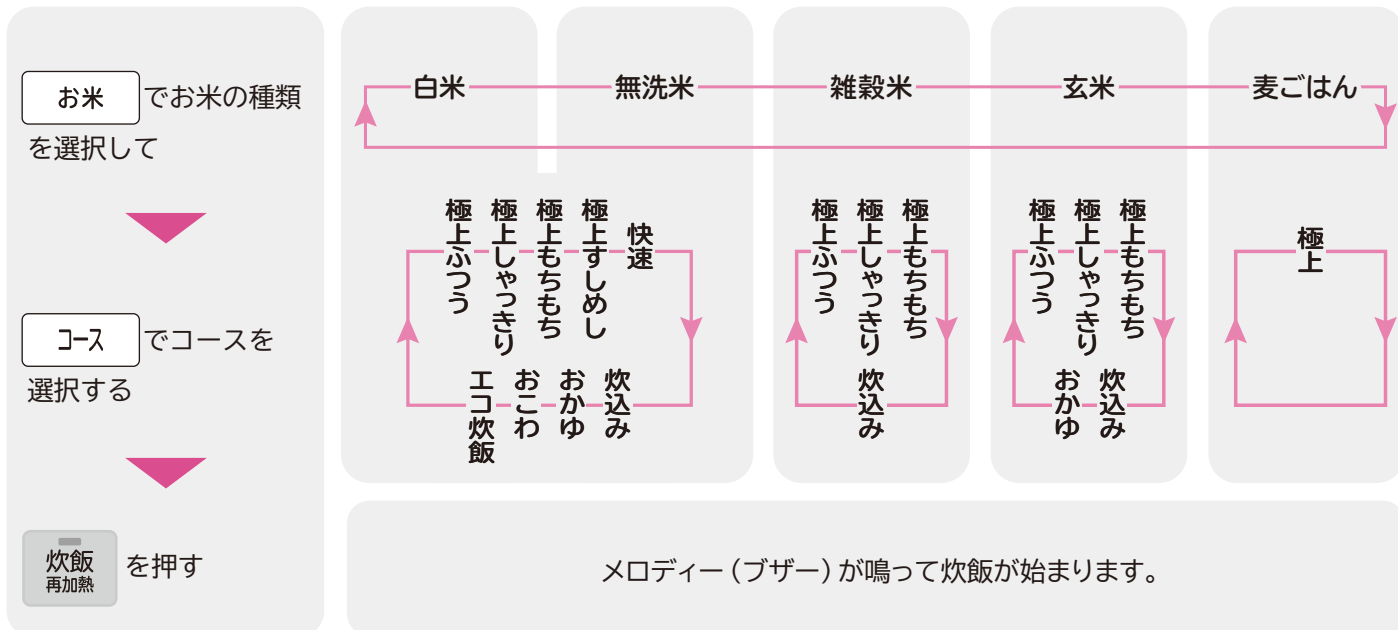 お米 でお米の種類
を選択して
コース でコースを
選択する
炊飯
再加熱
を押す
白米 無洗米 雑穀米 玄米 麦ごはん
極上ふつう
極上しゃっきり
極上もちもち
極上すしめし
快速
エコ炊飯
おこわ
おかゆ
炊込み
極上ふつう
極上しゃっきり
極上もちもち
炊込み
極上ふつう
極上しゃっきり
極上もちもち
おかゆ
炊込み
極上
メロディー（ブザー）が鳴って炊飯が始まります。